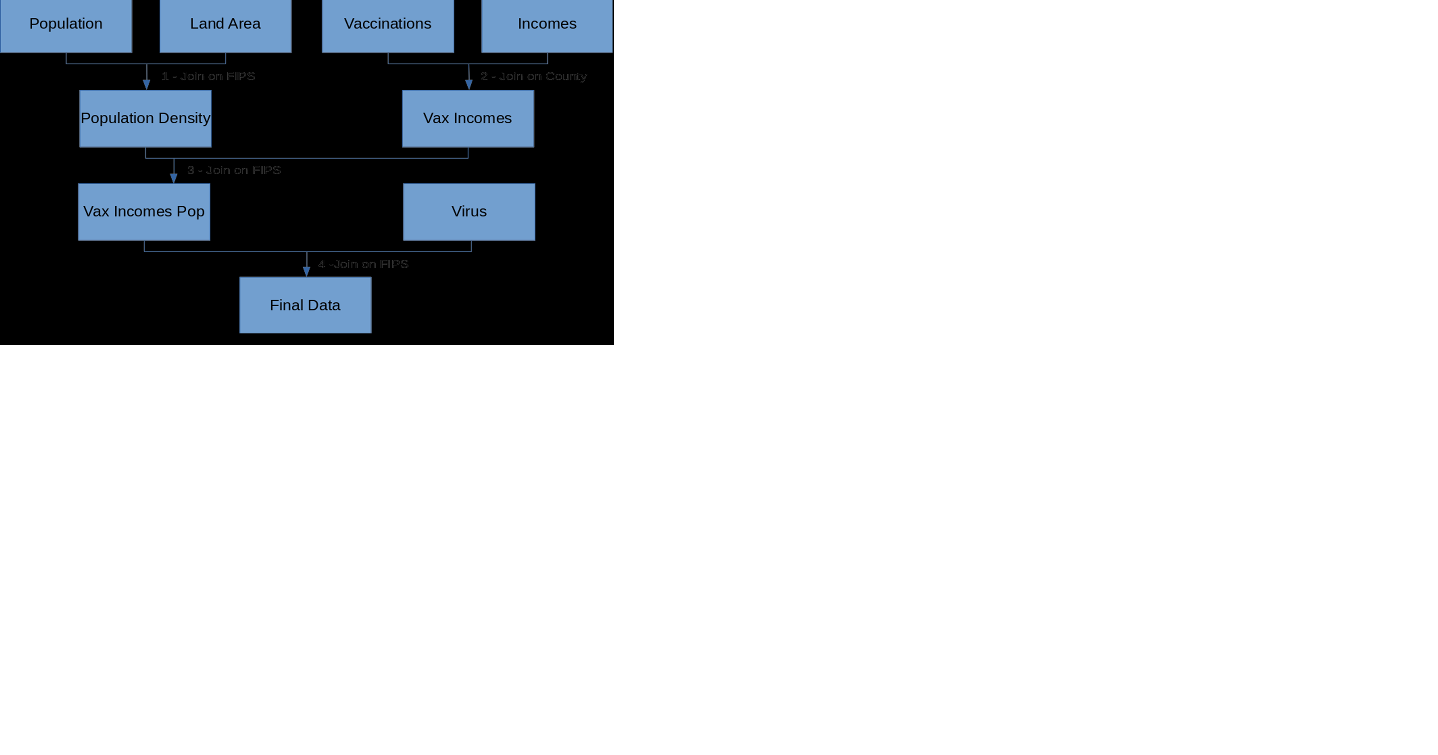 Population
Land Area
Vaccinations
Incomes
1 - Join on FIPS
2 - Join on County
Population Density
Vax Incomes
3 - Join on FIPS
Vax Incomes Pop
Virus
4 -Join on FIPS
Final Data